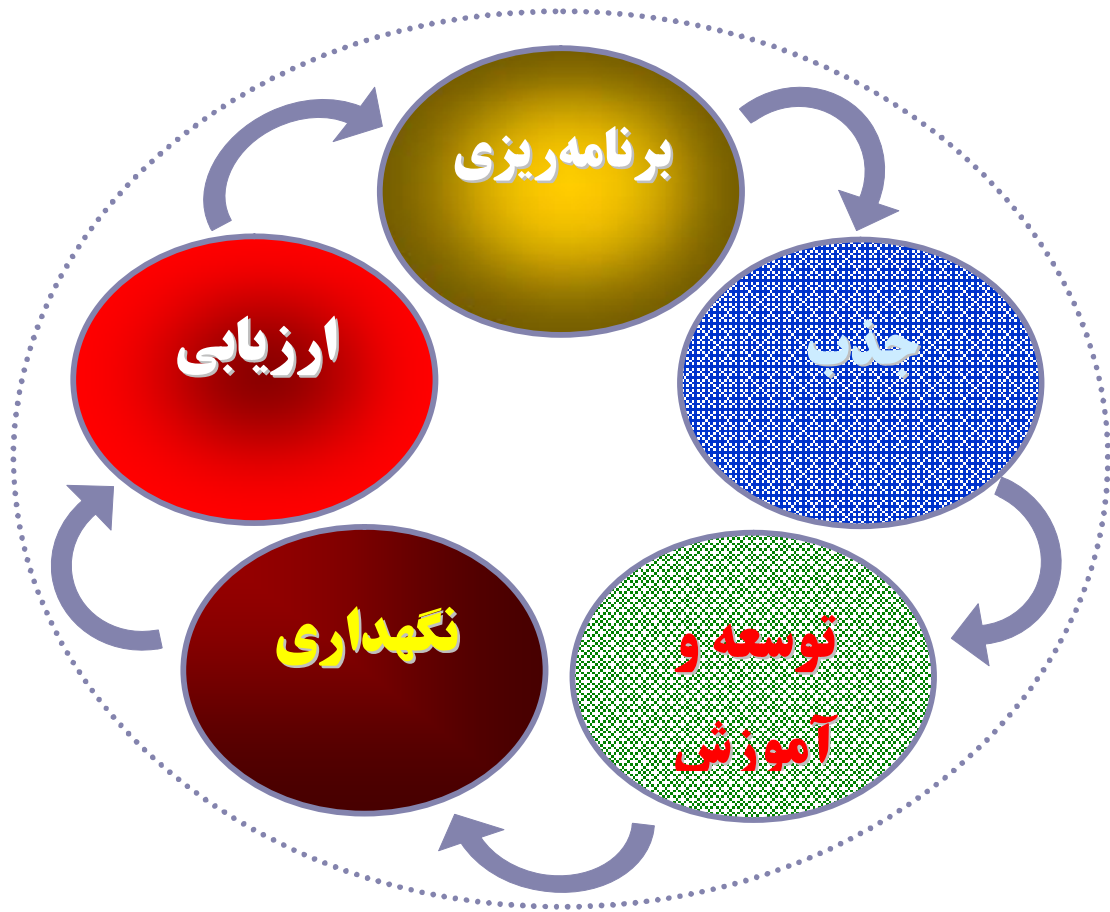 برنامه‌ریزی
جذب
توسعه و
آموزش
نگهداری
ارزیابی